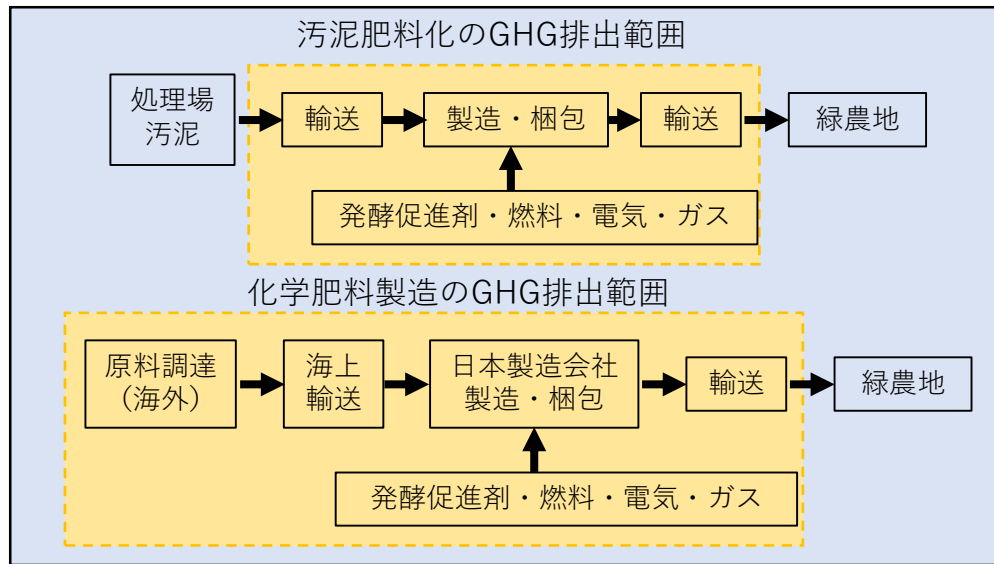 汚泥肥料化のGHG排出範囲
処理場
汚泥
輸送
製造・梱包
輸送
緑農地
発酵促進剤・燃料・電気・ガス
化学肥料製造のGHG排出範囲
原料調達
（海外）
海上
輸送
日本製造会社
製造・梱包
輸送
緑農地
発酵促進剤・燃料・電気・ガス